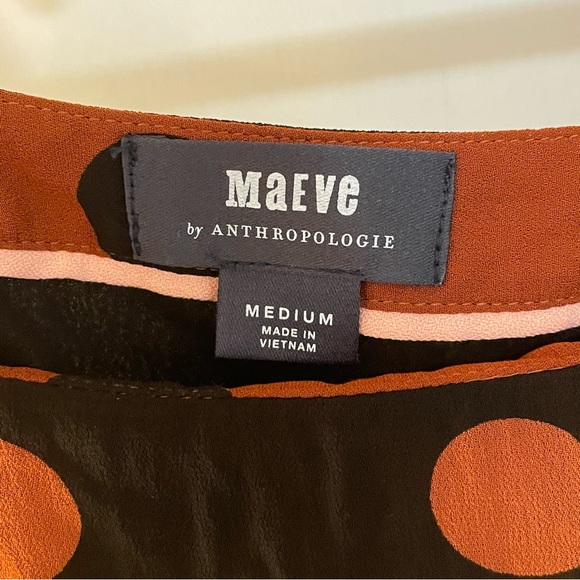 MaEVe
by ANTHROPOLOGIE
MEDIUM
MADE IN
VIETNAM